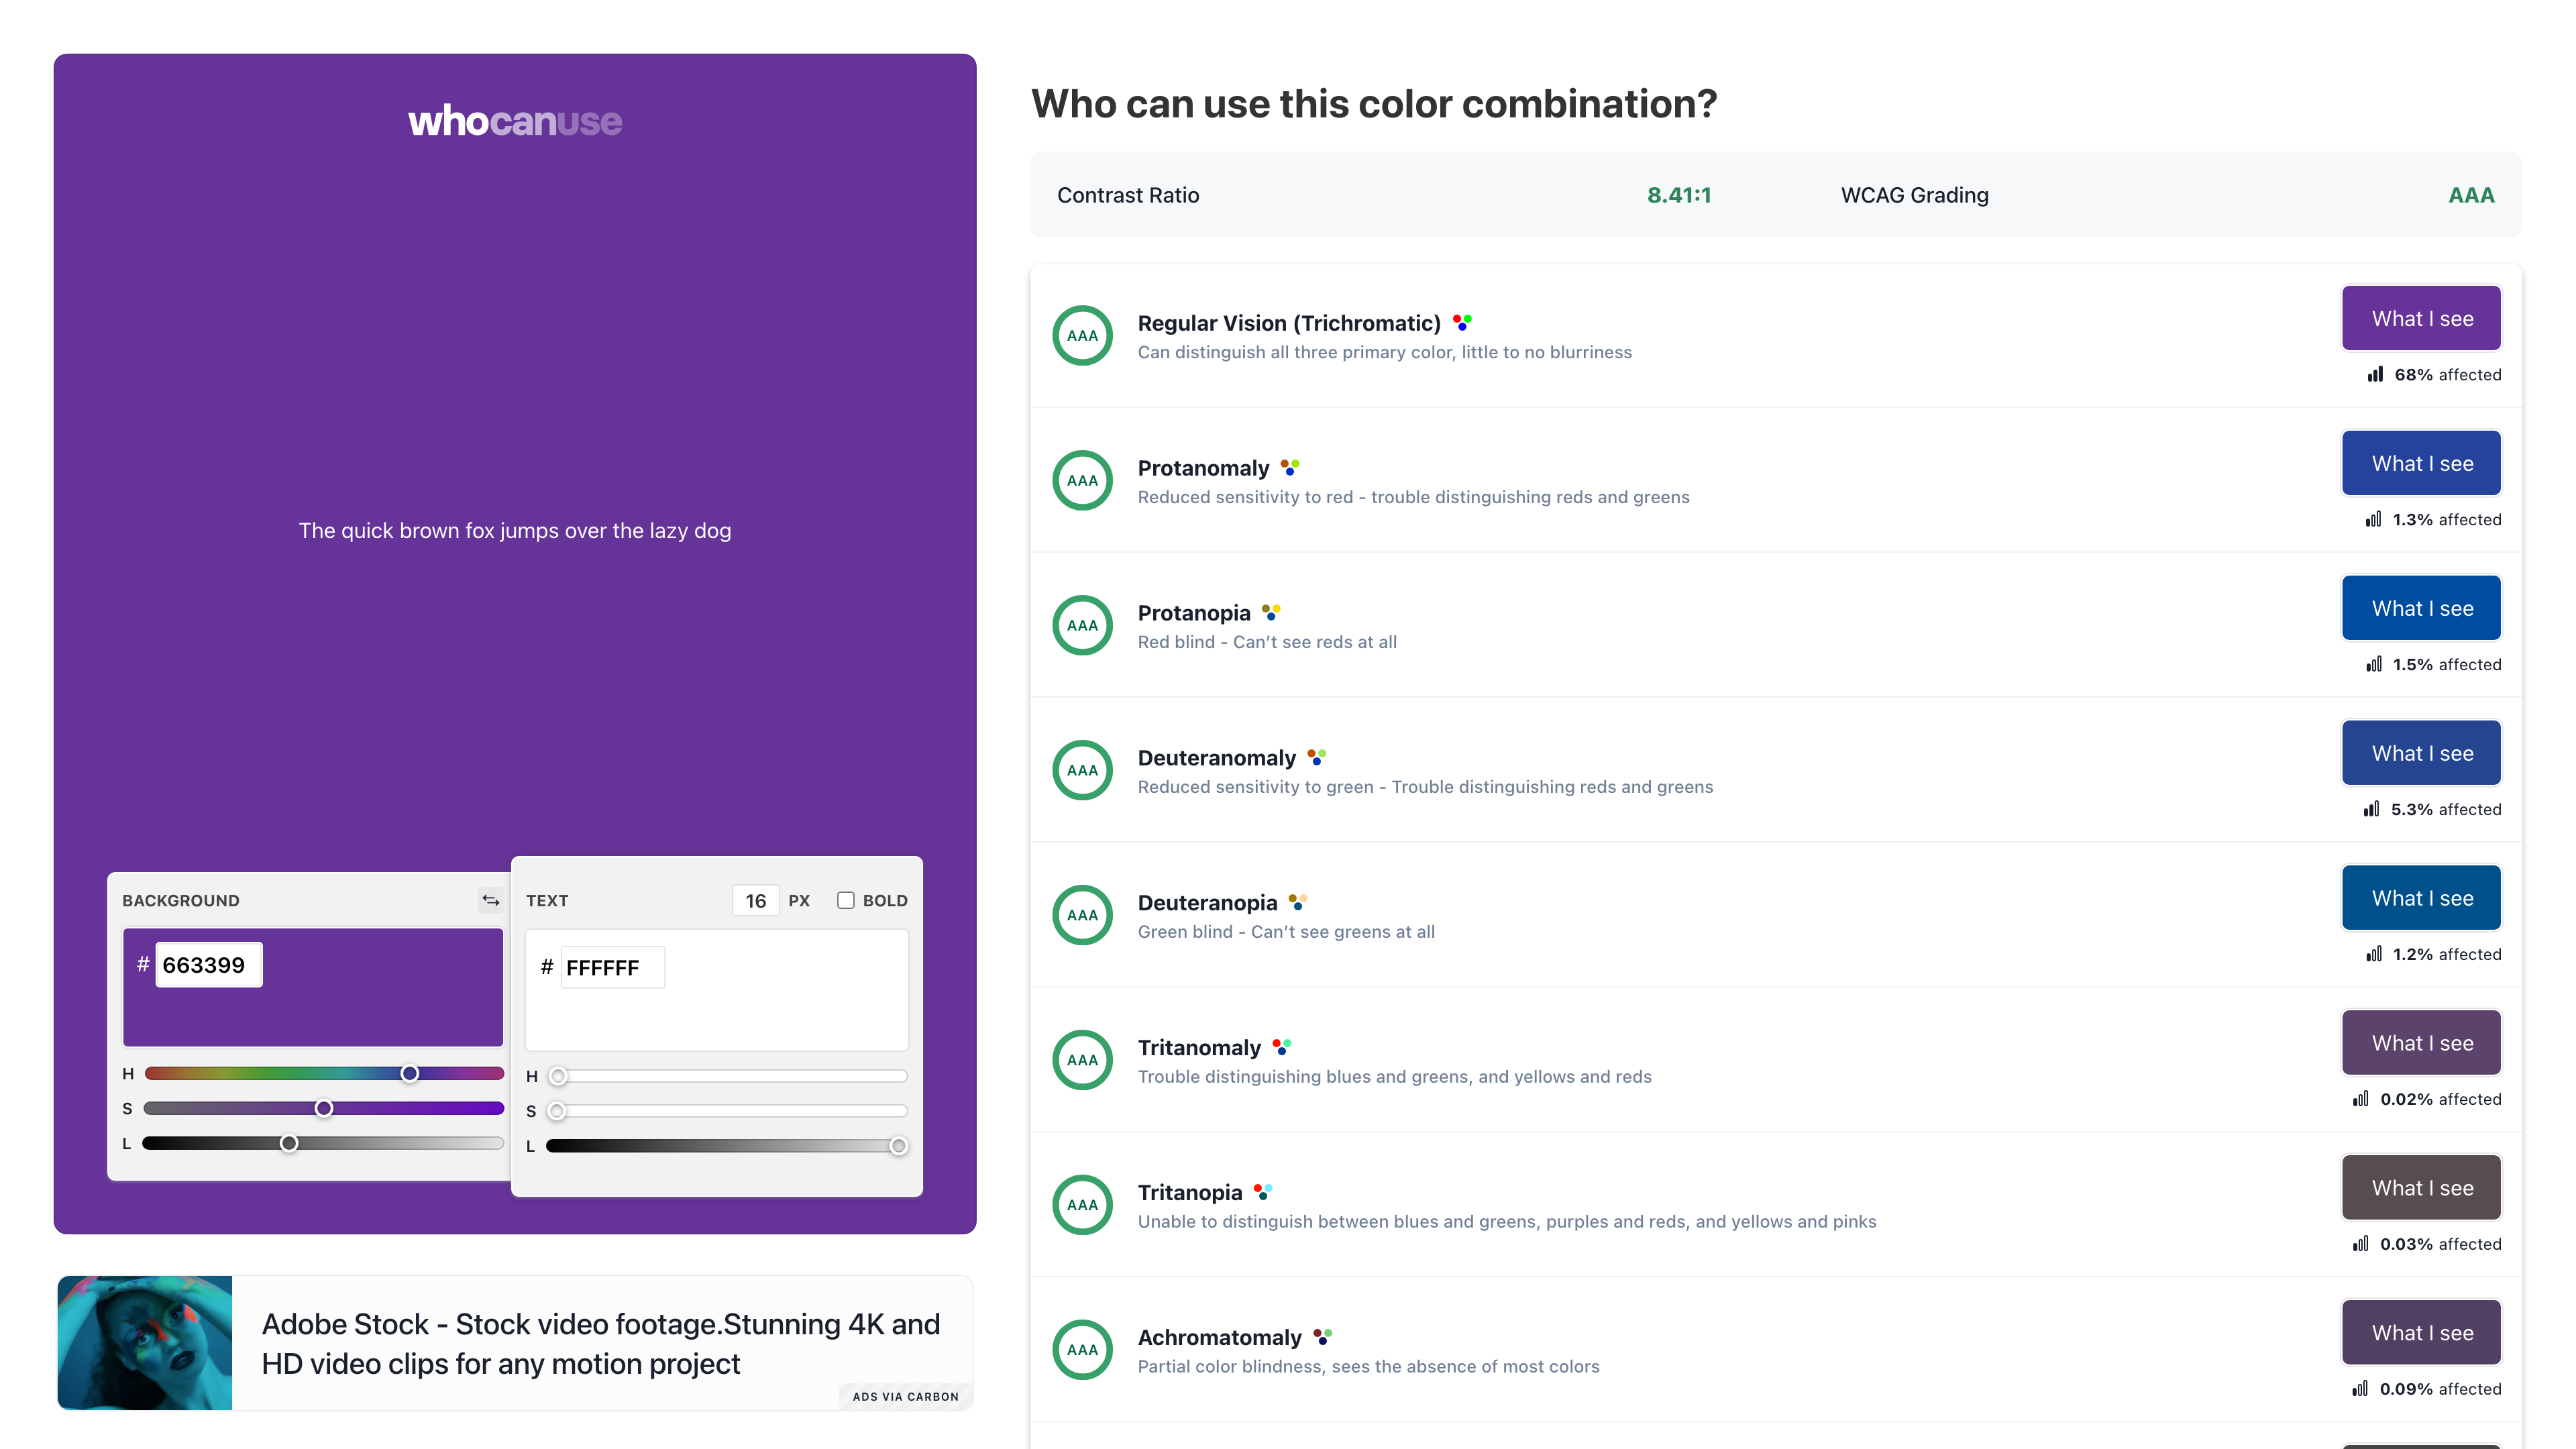 whocanuse
The quick brown fox jumps over the lazy dog
BACKGROUND
# 663399
H
S
L
TEXT 16 PX BOLD
# FFFFFF
H
S
L
Adobe Stock - Stock video footage.Stunning 4K and
HD video clips for any motion project
ADS VIA CARBON
Who can use this color combination?
Contrast Ratio 8.41:1 WCAG Grading AAA
AAA
Regular Vision (Trichromatic)
Can distinguish all three primary color, little to no blurriness
What I see
68% affected
AAA
Protanomaly
Reduced sensitivity to red - trouble distinguishing reds and greens
What I see
1.3% affected
AAA
Protanopia
Red blind - Can’t see reds at all
What I see
1.5% affected
AAA
Deuteranomaly
Reduced sensitivity to green - Trouble distinguishing reds and greens
What I see
5.3% affected
AAA
Deuteranopia
Green blind - Can’t see greens at all
What I see
1.2% affected
AAA
Tritanomaly
Trouble distinguishing blues and greens, and yellows and reds
What I see
0.02% affected
AAA
Tritanopia
Unable to distinguish between blues and greens, purples and reds, and yellows and pinks
What I see
0.03% affected
AAA
Achromatomaly
Partial color blindness, sees the absence of most colors
What I see
0.09% affected